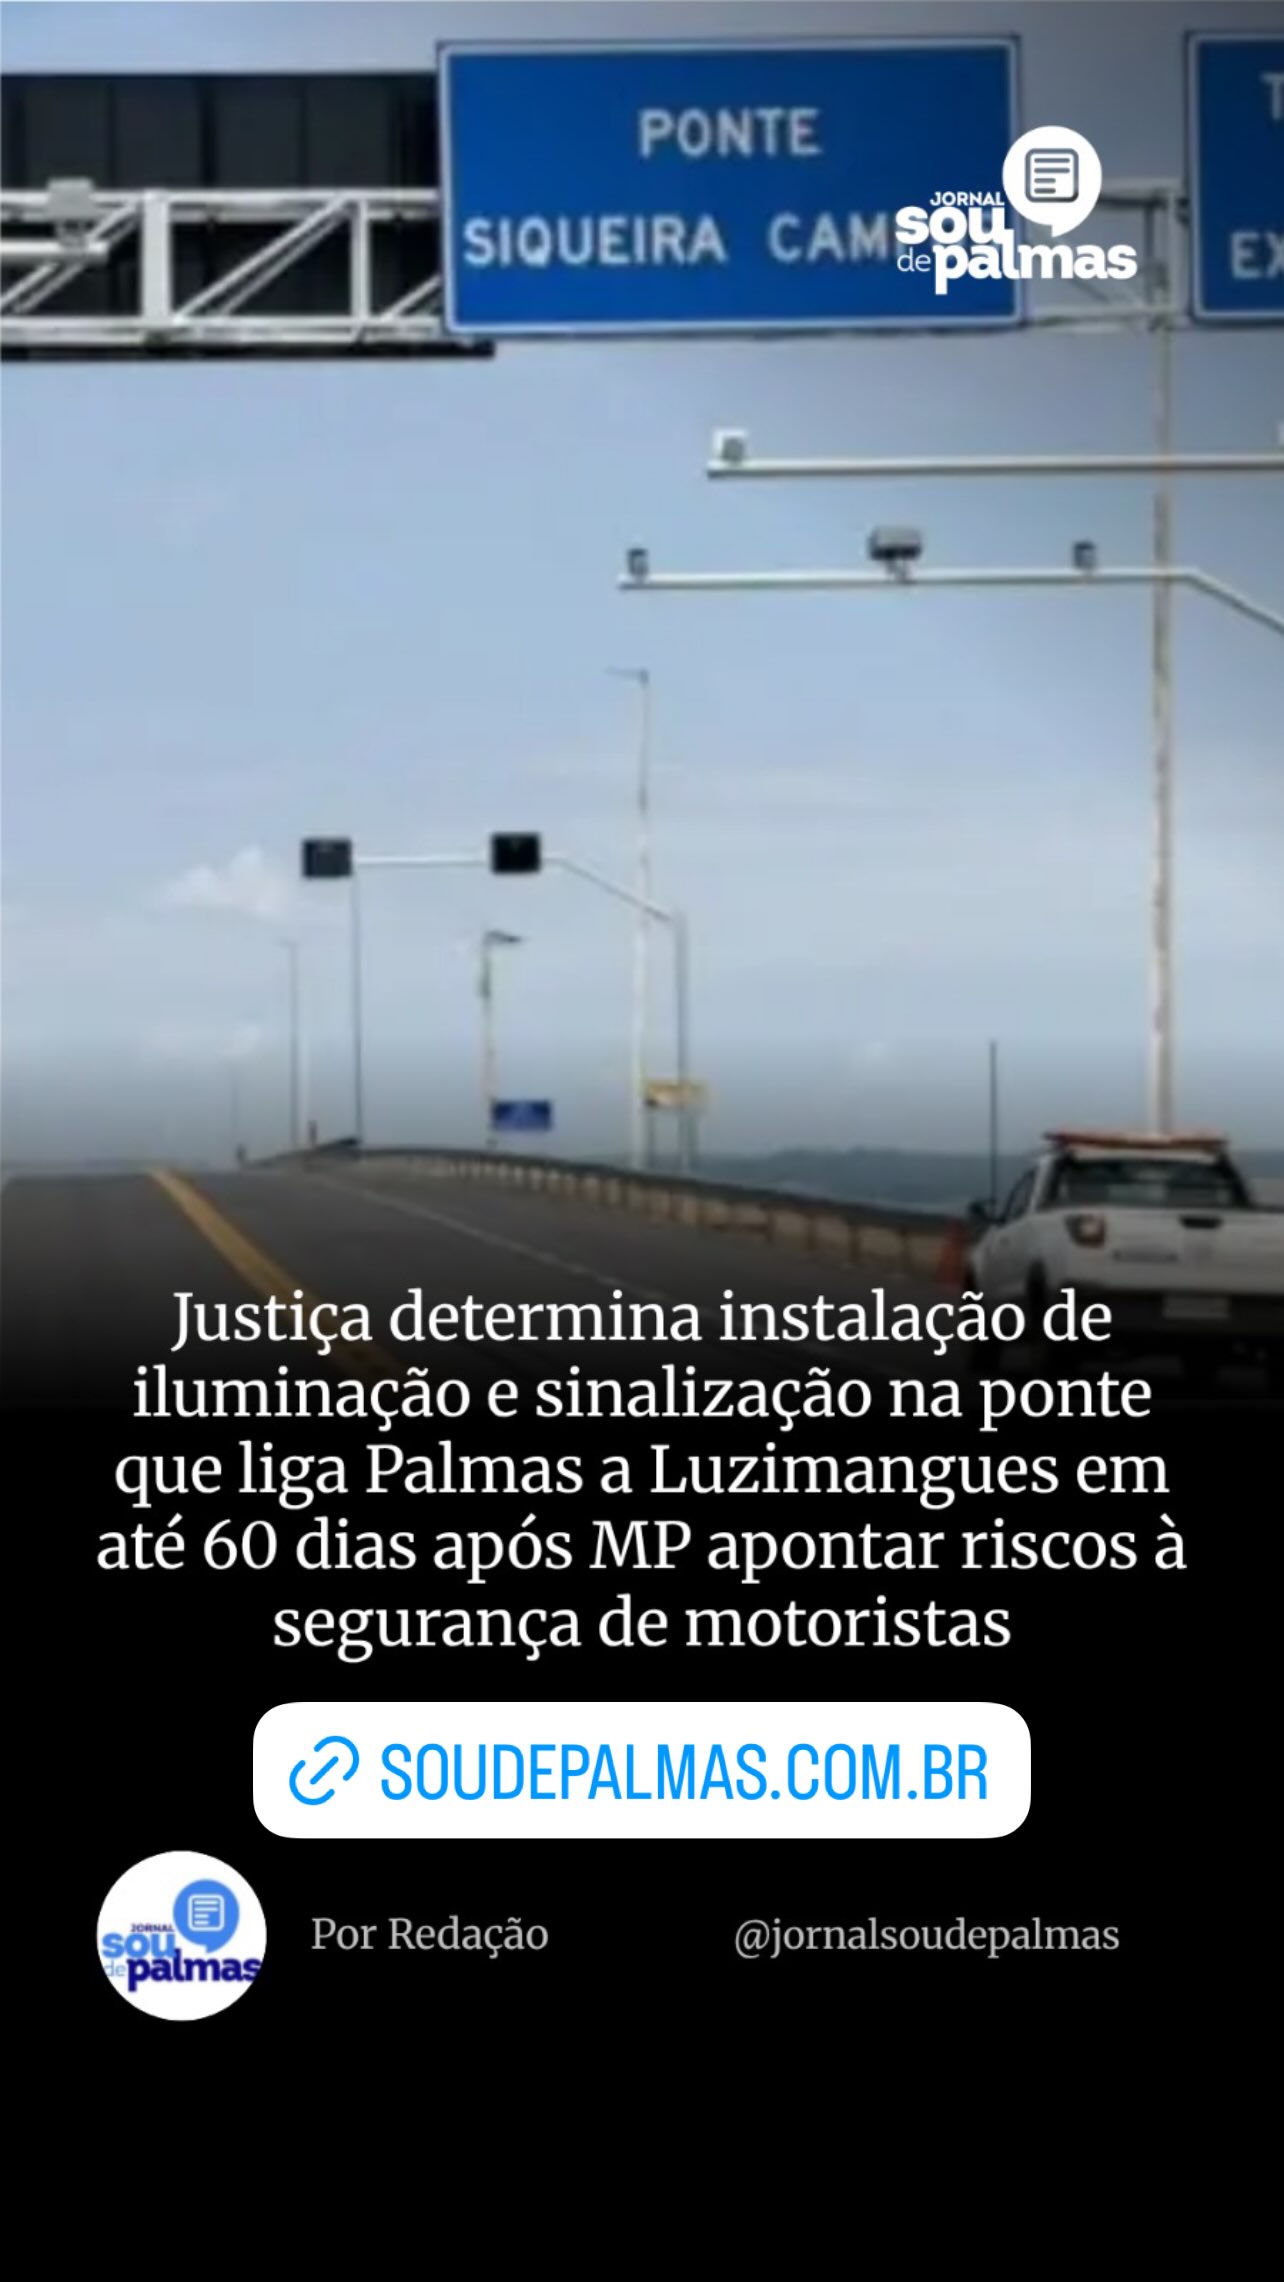 PONTE
SIQUEIRA CAM
JORNAL
sou
de palmas
Justiça determina instalação de
iluminação e sinalização na ponte
que liga Palmas a Luzimangues em
até 60 dias após MP apontar riscos à
segurança de motoristas
SOUDEPALMAS.COM.BR
JORNAL
sou
de palmas
Por Redação
@jornalsoudepalmas